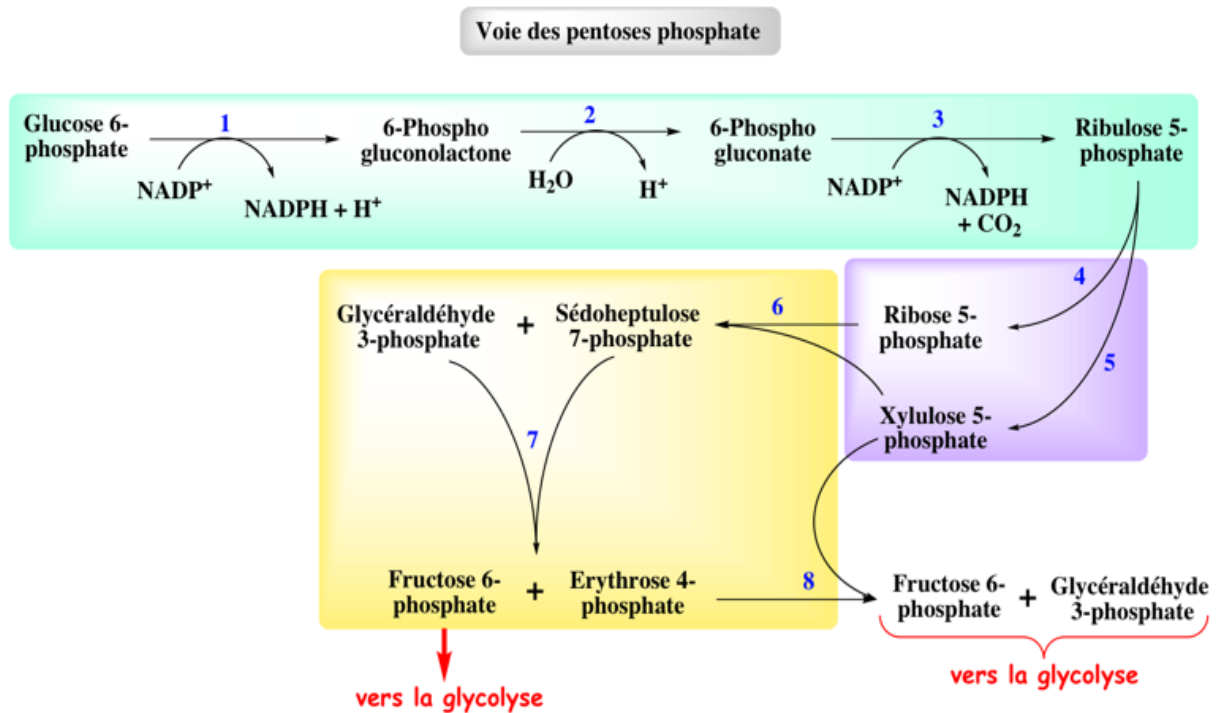 Voie des pentoses phosphate
Glucose 6-
phosphate
1
NADP+
NADPH + H+
6-Phospho
gluconolactone
2
H2O
H+
6-Phospho
gluconate
3
NADP+
NADPH
+ CO2
Ribulose 5-
phosphate
4
5
Ribose 5-
phosphate
Xylulose 5-
phosphate
6
Glycéraldéhyde
3-phosphate
+
Sédoheptulose
7-phosphate
7
Fructose 6-
phosphate
+
Erythrose 4-
phosphate
8
Fructose 6-
phosphate
+
Glycéraldéhyde
3-phosphate
vers la glycolyse
vers la glycolyse